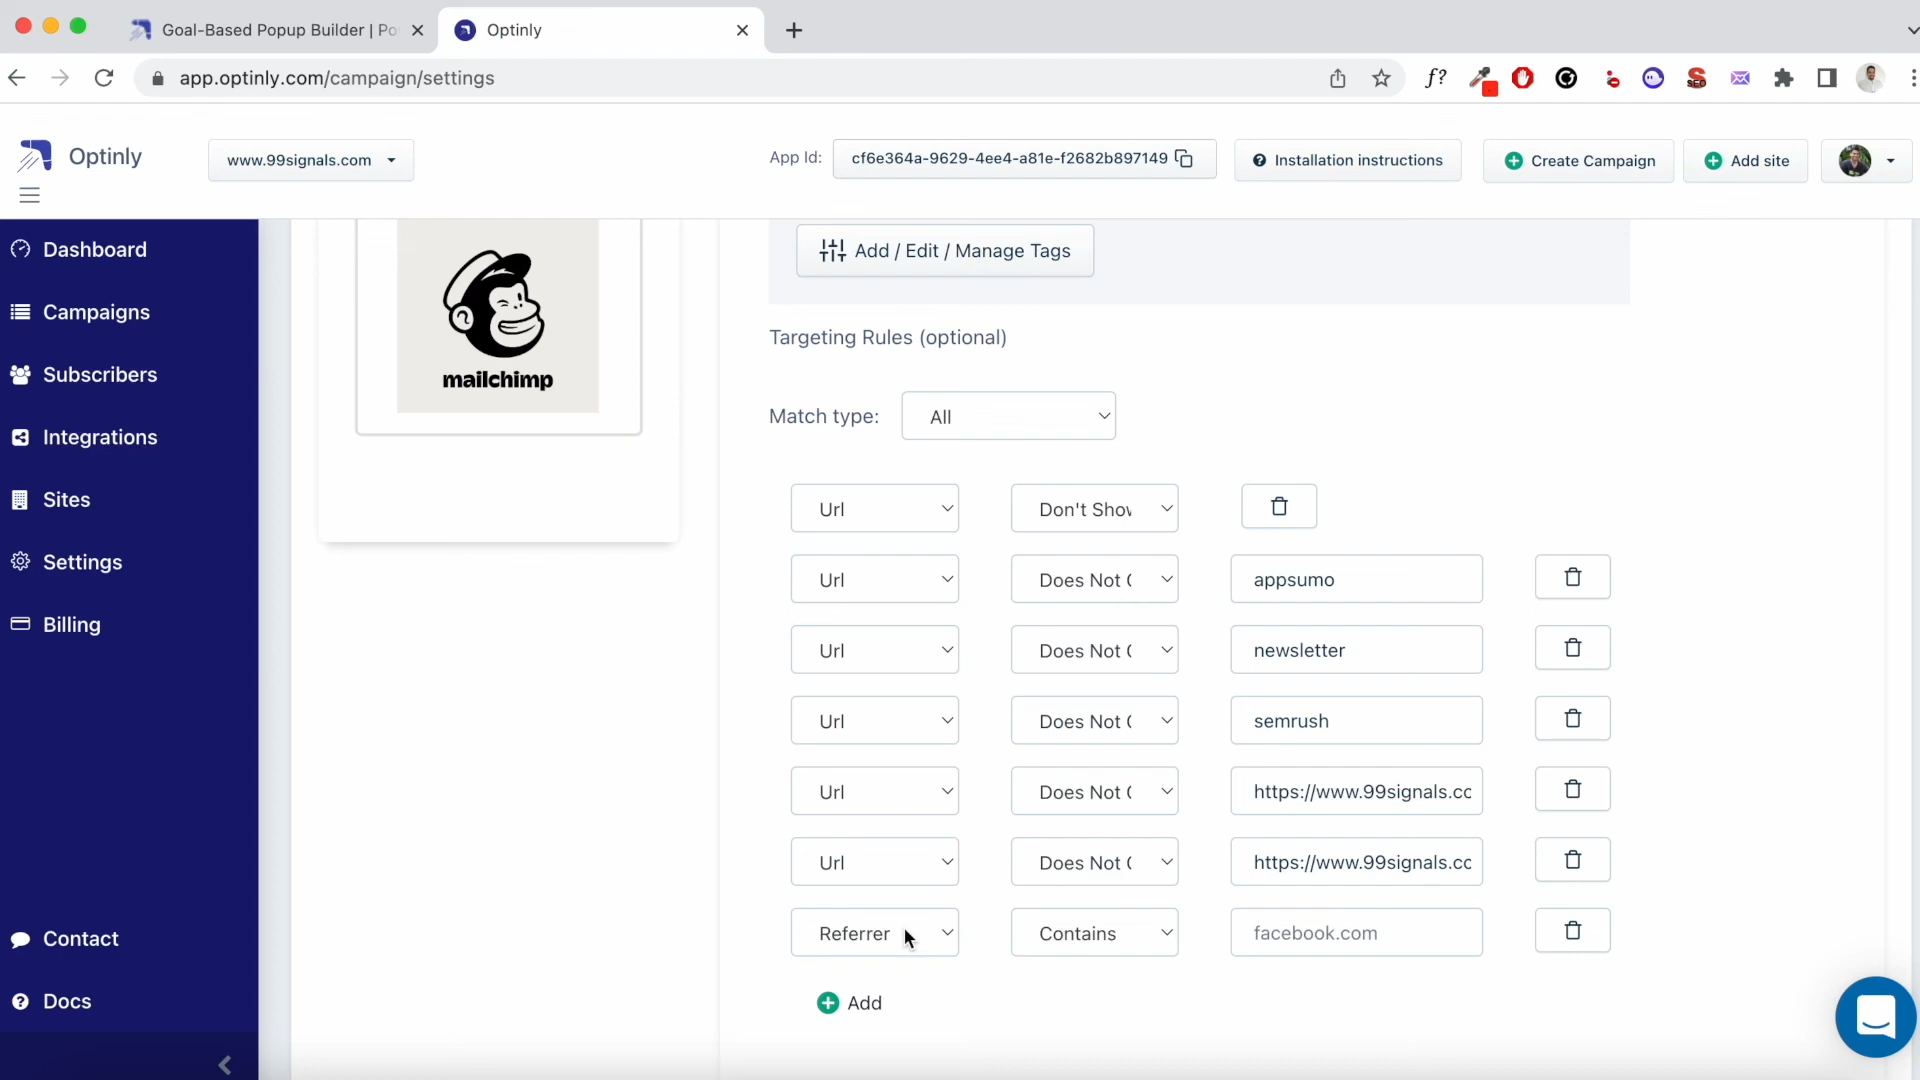 Goal-Based Popup Builder | Po
Optinly
app.optinly.com/campaign/settings
f?
SEO
Optinly
www.99signals.com
App Id:
cf6e364a-9629-4ee4-a81e-f2682b897149
Installation instructions
Create Campaign
Add site
Dashboard
Campaigns
Subscribers
Integrations
Sites
Settings
Billing
Contact
Docs
mailchimp
Add / Edit / Manage Tags
Targeting Rules (optional)
Match type:
All
Url
Don't Shov
Url
Does Not C
appsumo
Url
Does Not C
newsletter
Url
Does Not C
semrush
Url
Does Not C
https://www.99signals.cc
Url
Does Not C
https://www.99signals.cc
Referrer
Contains
facebook.com
Add